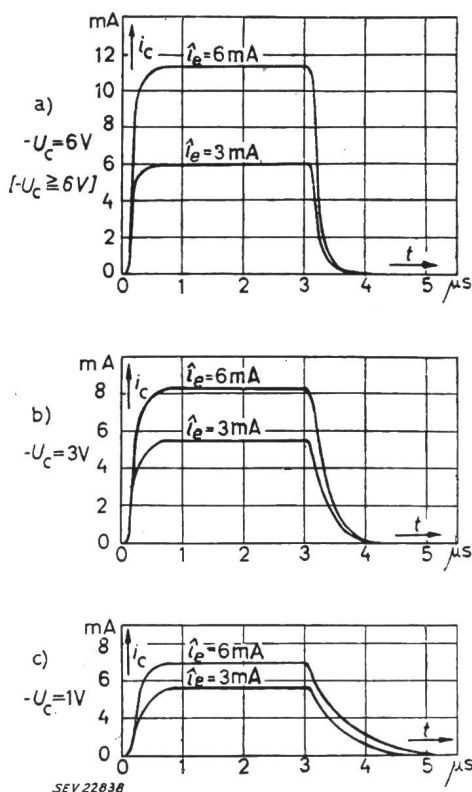 mA
12
i_c
î_e=6mA
10
a)
8
-U_c=6V
[-U_c≧6V]
6
î_e=3mA
4
2
t
0
0 1 2 3 4 5 μs
mA
8
i_c
î_e=6mA
b)
6
-U_c=3V
î_e=3mA
4
2
t
0
0 1 2 3 4 5 μs
mA
8
i_c
î_e=6mA
c)
6
î_e=3mA
-U_c=1V
4
t
0
0 1 2 3 4 5 μs
SEV 22838